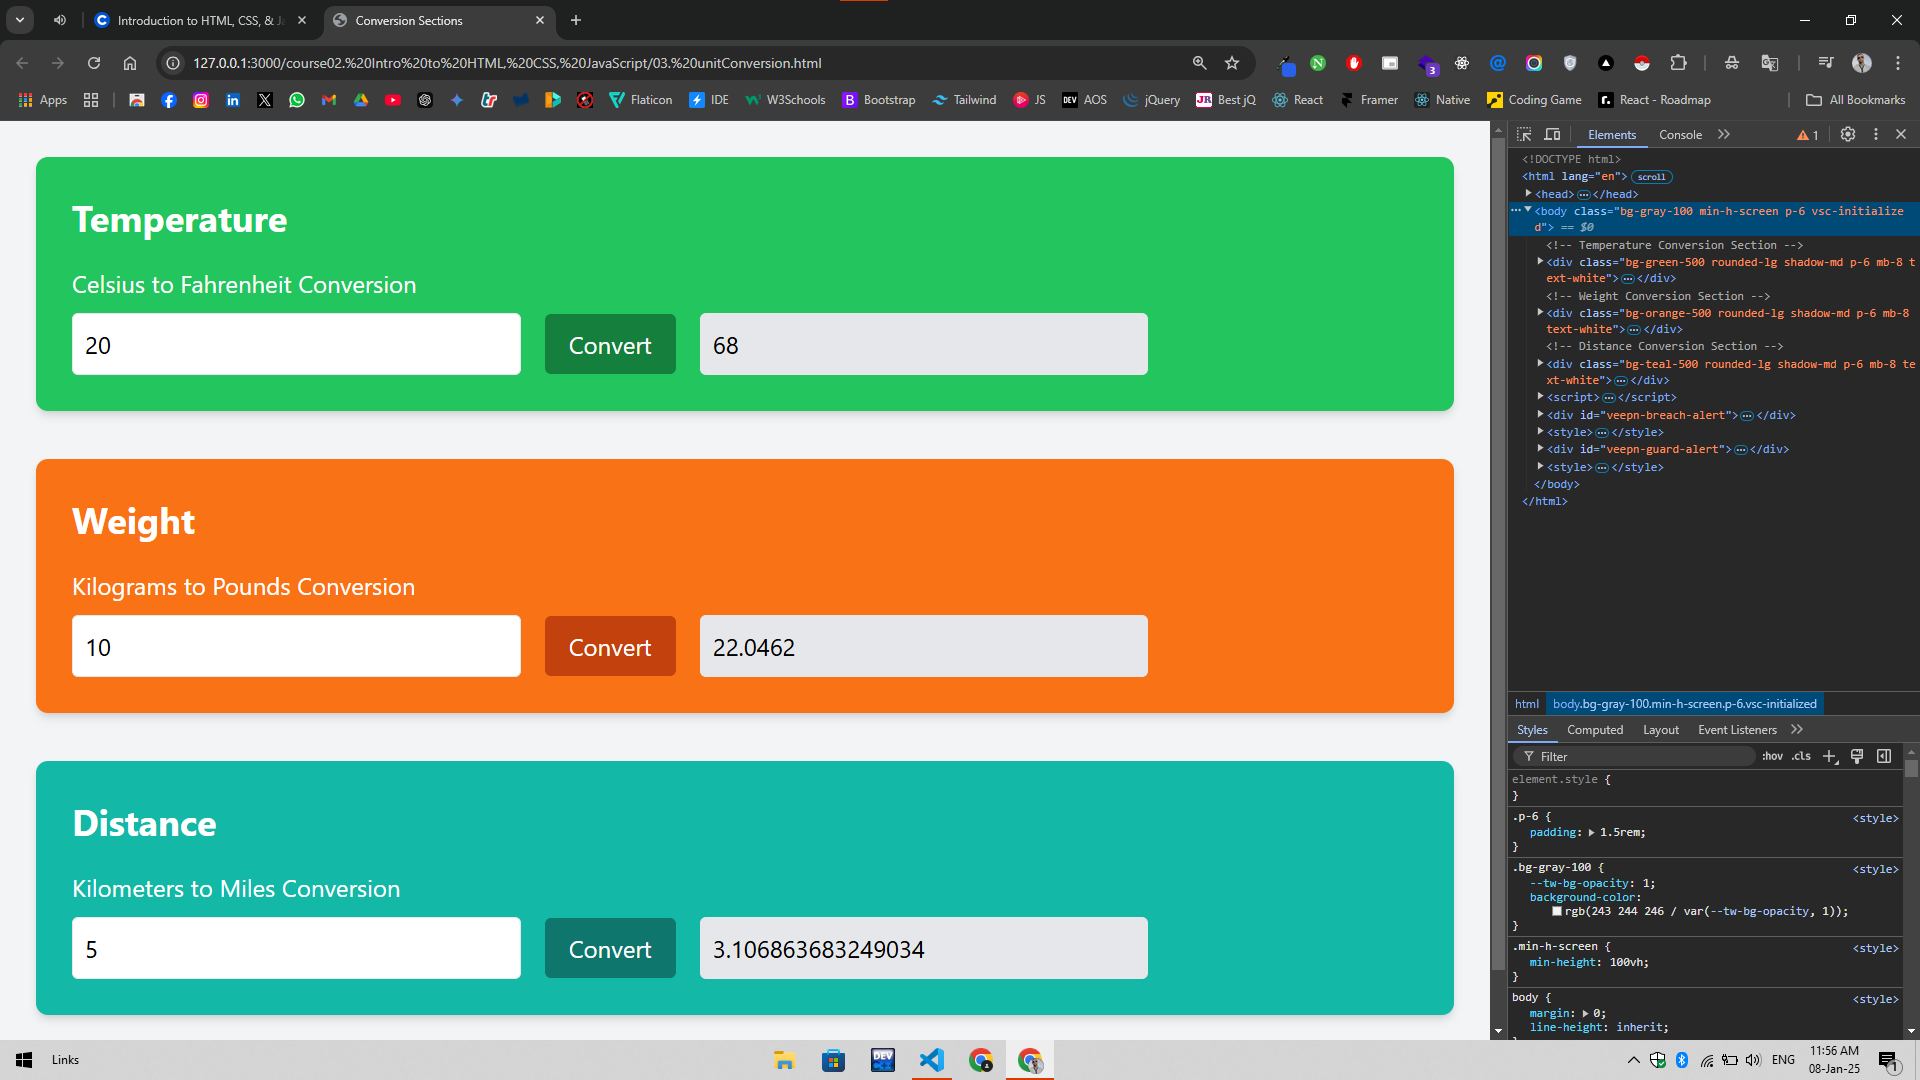 Introduction to HTML, CSS, & Ja
Conversion Sections
127.0.0.1:3000/course02.%20Intro%20to%20HTML,%20CSS,%20JavaScript/03.%20unitConversion.html
3
Apps
Flaticon
IDE
W3Schools
Bootstrap
Tailwind
JS
DEV AOS
jQuery
JR Best jQ
React
Framer
Native
Coding Game
r. React - Roadmap
All Bookmarks
Temperature
Celsius to Fahrenheit Conversion
20
Convert
68
Weight
Kilograms to Pounds Conversion
10
Convert
22.0462
Distance
Kilometers to Miles Conversion
5
Convert
3.106863683249034
Elements
Console
1
<!DOCTYPE html>
<html lang="en"> scroll
<head> ••• </head>
••• <body class="bg-gray-100 min-h-screen p-6 vsc-initialize
d"> == $0
<!-- Temperature Conversion Section -->
<div class="bg-green-500 rounded-lg shadow-md p-6 mb-8 t
ext-white"> ••• </div>
<!-- Weight Conversion Section -->
<div class="bg-orange-500 rounded-lg shadow-md p-6 mb-8
text-white"> ••• </div>
<!-- Distance Conversion Section -->
<div class="bg-teal-500 rounded-lg shadow-md p-6 mb-8 te
xt-white"> ••• </div>
<script> ••• </script>
<div id="veepn-breach-alert"> ••• </div>
<style> ••• </style>
<div id="veepn-guard-alert"> ••• </div>
<style> ••• </style>
</body>
</html>
html
body.bg-gray-100.min-h-screen.p-6.vsc-initialized
Styles
Computed
Layout
Event Listeners
Filter
:hov
.cls
element.style {
}
.p-6 { <style>
padding: 1.5rem;
}
.bg-gray-100 { <style>
--tw-bg-opacity: 1;
background-color:
rgb(243 244 246 / var(--tw-bg-opacity, 1));
}
.min-h-screen { <style>
min-height: 100vh;
}
body { <style>
margin: 0;
line-height: inherit;
Links
DEV
ENG
11:56 AM
08-Jan-25
1